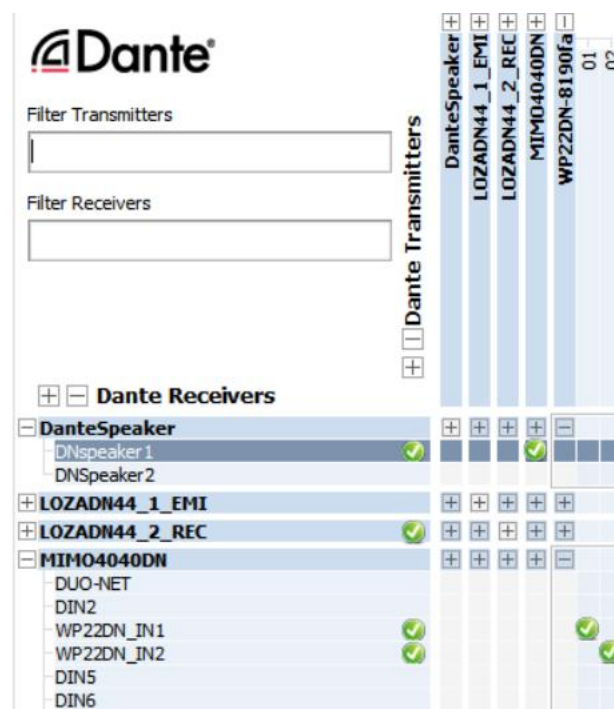 Dante®
Filter Transmitters
Filter Receivers
Dante Transmitters
DanteSpeaker
LOZADN44_1_EMI
LOZADN44_2_REC
MIMO4040DN
WP22DN-8190fa
01
02
Dante Receivers
DanteSpeaker
DNspeaker1
DNSpeaker2
LOZADN44_1_EMI
LOZADN44_2_REC
MIMO4040DN
DUO-NET
DIN2
WP22DN_IN1
WP22DN_IN2
DIN5
DIN6